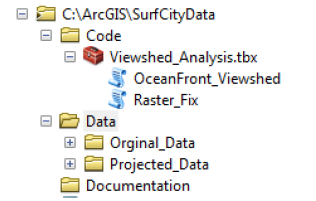 C:\ArcGIS\SurfCityData
Code
Viewshed_Analysis.tbx
OceanFront_Viewshed
Raster_Fix
Data
Orginal_Data
Projected_Data
Documentation